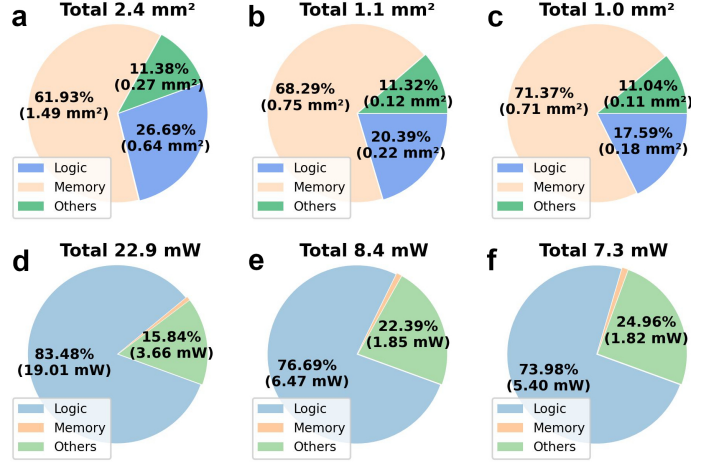 a Total 2.4 mm²
11.38%
(0.27 mm²)
61.93%
(1.49 mm²)
26.69%
(0.64 mm²)
Logic
Memory
Others
b Total 1.1 mm²
68.29%
(0.75 mm²)
11.32%
(0.12 mm²)
20.39%
(0.22 mm²)
Logic
Memory
Others
c Total 1.0 mm²
71.37%
(0.71 mm²)
11.04%
(0.11 mm²)
17.59%
(0.18 mm²)
Logic
Memory
Others
d Total 22.9 mW
15.84%
(3.66 mW)
83.48%
(19.01 mW)
Logic
Memory
Others
e Total 8.4 mW
22.39%
(1.85 mW)
76.69%
(6.47 mW)
Logic
Memory
Others
f Total 7.3 mW
24.96%
(1.82 mW)
73.98%
(5.40 mW)
Logic
Memory
Others